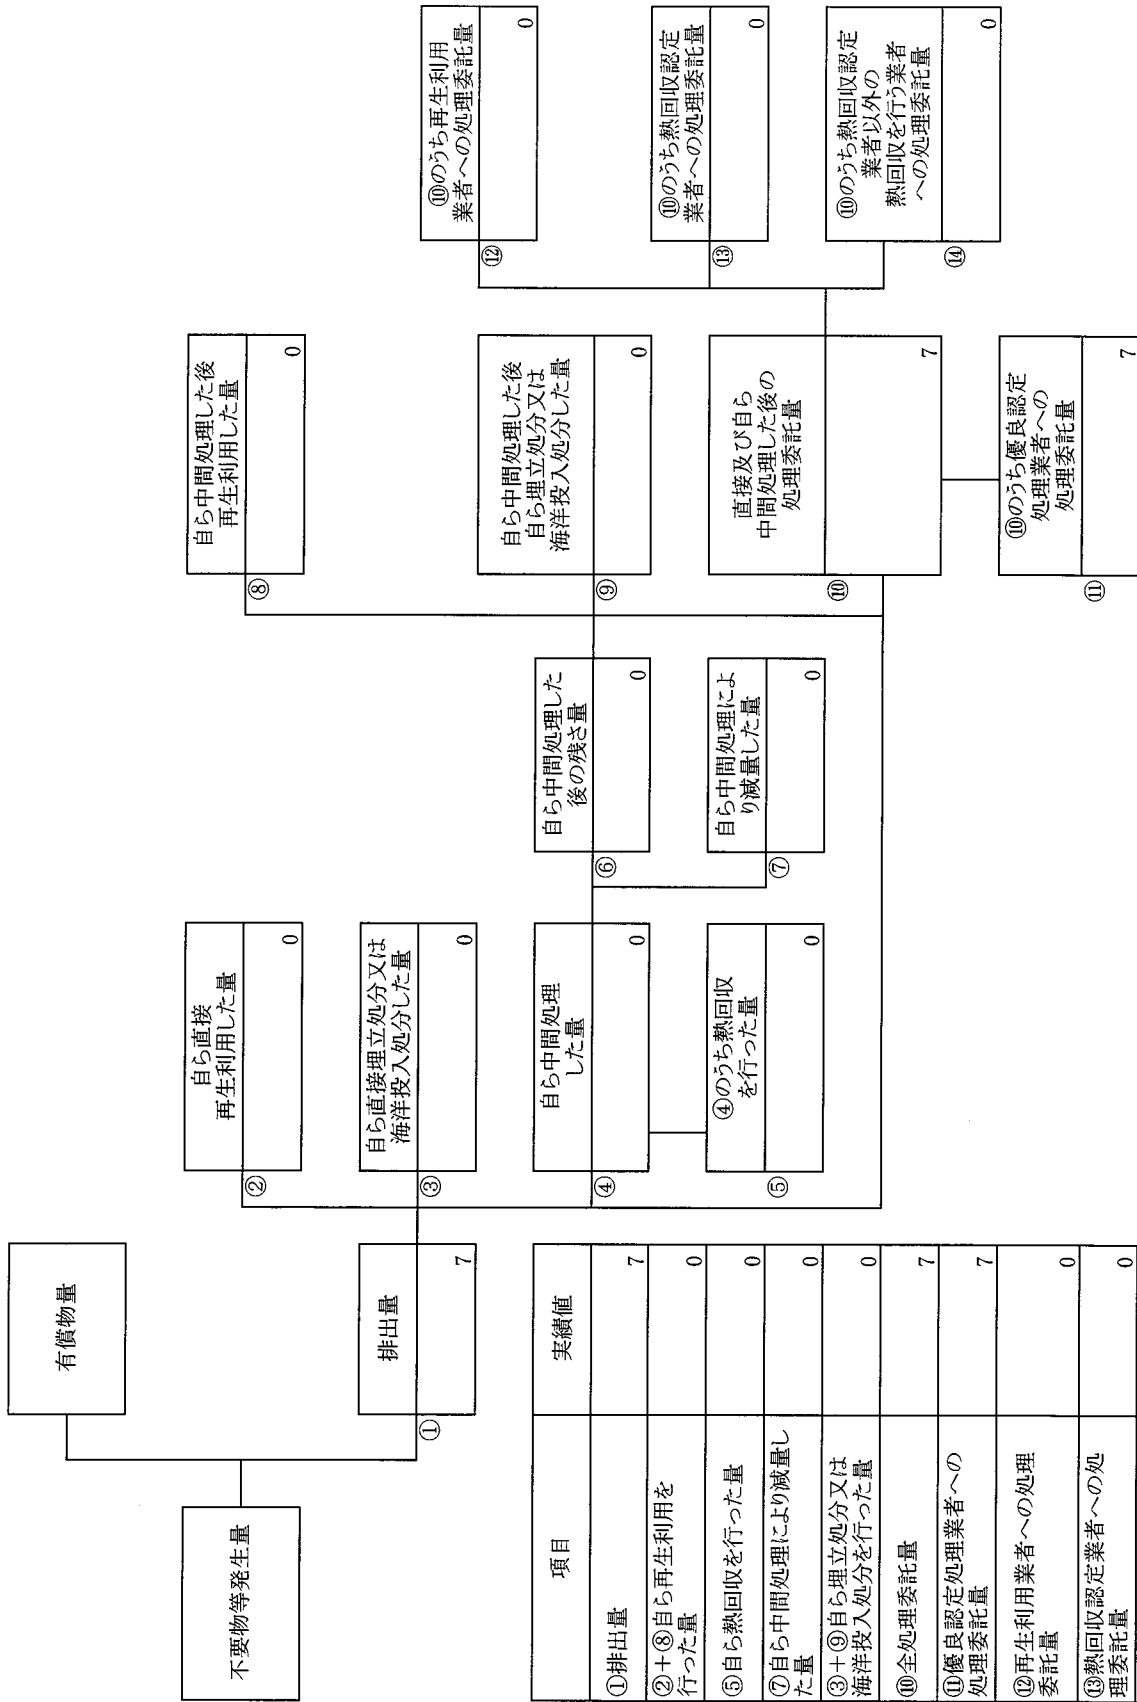 不要物等発生量
有償物量
①
排出量
7
②
自ら直接
再生利用した量
0
③
自ら直接埋立処分又は
海洋投入処分した量
0
④
自ら中間処理
した量
0
⑤
④のうち熱回収
を行った量
0
⑥
自ら中間処理した
後の残さ量
0
⑦
自ら中間処理によ
り減量した量
0
⑧
自ら中間処理した後
再生利用した量
0
⑨
自ら中間処理した後
自ら埋立処分又は
海洋投入処分した量
0
⑩
直接及び自ら
中間処理した後の
処理委託量
7
⑪
⑩のうち優良認定
処理業者への
処理委託量
7
⑫
⑩のうち再生利用
業者への処理委託量
0
⑬
⑩のうち熱回収認定
業者への処理委託量
0
⑭
⑩のうち熱回収認定
業者以外の
熱回収を行う業者
への処理委託量
0
項目 実績値
①排出量 7
②+⑧自ら再生利用を
行った量 0
⑤自ら熱回収を行った量 0
⑦自ら中間処理により減量し
た量 0
③+⑨自ら埋立処分又は
海洋投入処分を行った量 0
⑩全処理委託量 7
⑪優良認定処理業者への
処理委託量 7
⑫再生利用業者への処理
委託量 0
⑬熱回収認定業者への処
理委託量 0